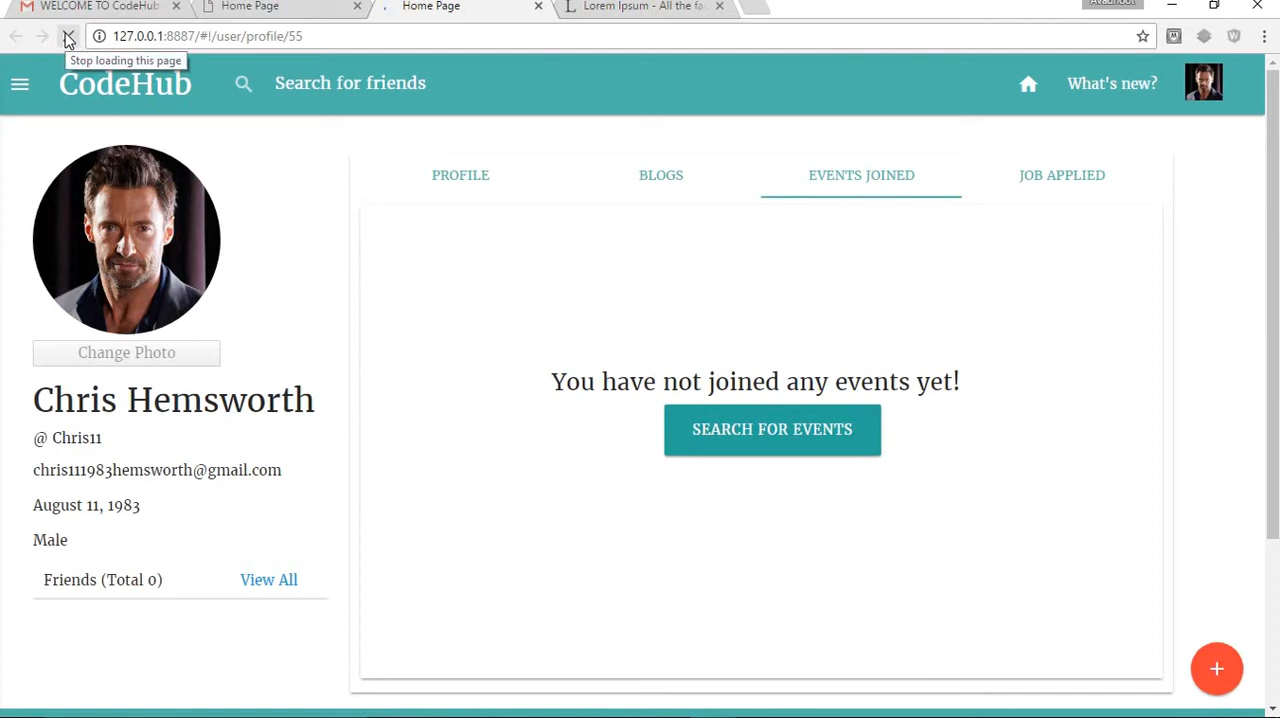 WELCOME TO CodeHub
Home Page
Home Page
Lorem Ipsum - All the fa
127.0.0.1:8887/#!/user/profile/55
Stop loading this page
CodeHub
Search for friends
What's new?
PROFILE
BLOGS
EVENTS JOINED
JOB APPLIED
Change Photo
You have not joined any events yet!
SEARCH FOR EVENTS
Chris Hemsworth
@ Chris11
chris111983hemsworth@gmail.com
August 11, 1983
Male
Friends (Total 0) View All